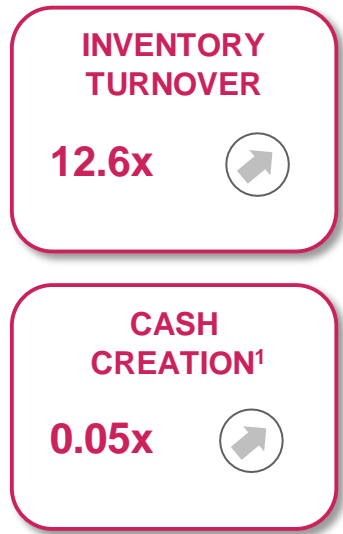 INVENTORY
TURNOVER
12.6x
CASH
CREATION¹
0.05x